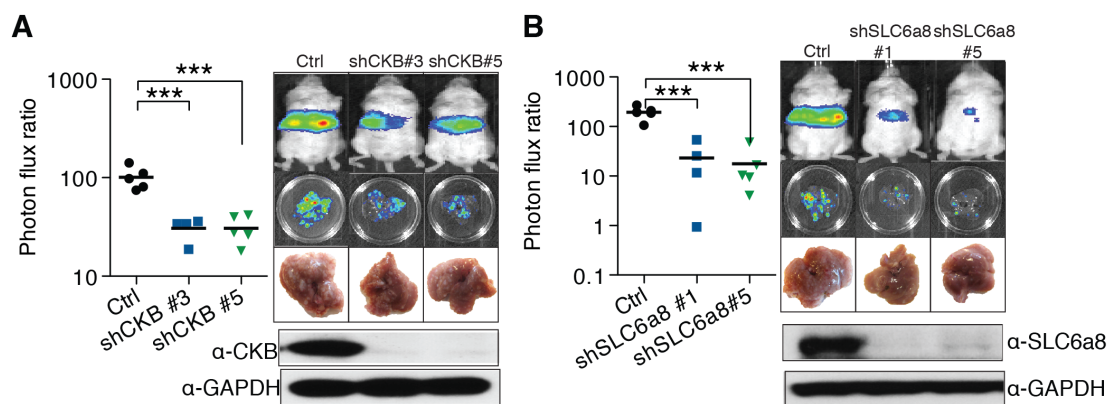 A
Photon flux ratio
1000
100
10
***
***
Ctrl
shCKB #3
shCKB #5
Ctrl
shCKB#3
shCKB#5
α-CKB
α-GAPDH
B
Photon flux ratio
1000
100
10
1
0.1
***
***
Ctrl
shSLC6a8 #1
shSLC6a8#5
Ctrl
shSLC6a8
#1
shSLC6a8
#5
α-SLC6a8
α-GAPDH